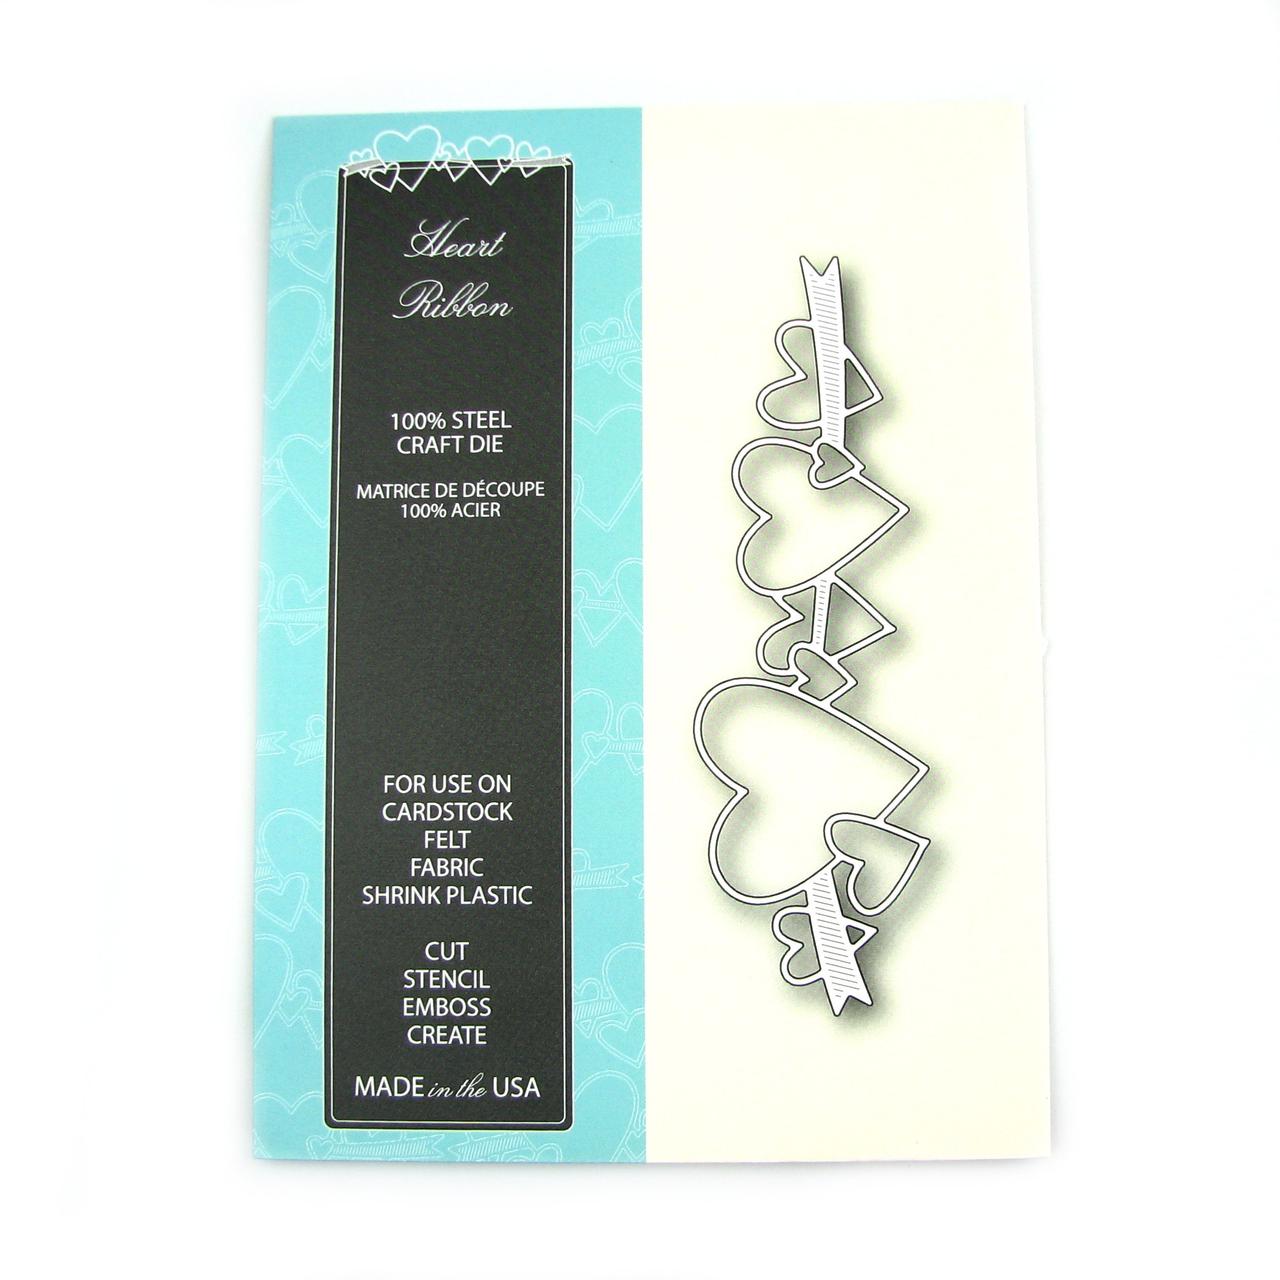 Heart
Ribbon
100% STEEL
CRAFT DIE
MATRICE DE DÉCOUPE
100% ACIER
FOR USE ON
CARDSTOCK
FELT
FABRIC
SHRINK PLASTIC
CUT
STENCIL
EMBOSS
CREATE
MADE in the USA